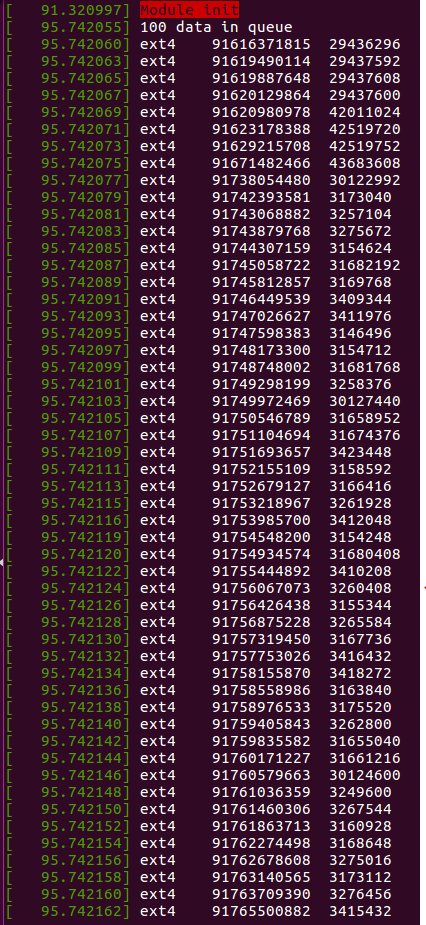 [   91.320997] Module init
[   95.742055] 100 data in queue
[   95.742060] ext4    91616371815  29436296
[   95.742063] ext4    91619490114  29437592
[   95.742065] ext4    91619887648  29437608
[   95.742067] ext4    91620129864  29437600
[   95.742069] ext4    91620980978  42011024
[   95.742071] ext4    91623178388  42519720
[   95.742073] ext4    91629215708  42519752
[   95.742075] ext4    91671482466  43683608
[   95.742077] ext4    91738054480  30122992
[   95.742079] ext4    91742393581  3173040
[   95.742081] ext4    91743068882  3257104
[   95.742083] ext4    91743879768  3275672
[   95.742085] ext4    91744307159  3154624
[   95.742087] ext4    91745058722  31682192
[   95.742089] ext4    91745812857  3169768
[   95.742091] ext4    91746449539  3409344
[   95.742093] ext4    91747026627  3411976
[   95.742095] ext4    91747598383  3146496
[   95.742097] ext4    91748173300  3154712
[   95.742099] ext4    91748748002  31681768
[   95.742101] ext4    91749298199  3258376
[   95.742103] ext4    91749972469  30127440
[   95.742105] ext4    91750546789  31658952
[   95.742107] ext4    91751104694  31674376
[   95.742109] ext4    91751693657  3423448
[   95.742111] ext4    91752155109  3158592
[   95.742113] ext4    91752679127  3166416
[   95.742115] ext4    91753218967  3261928
[   95.742116] ext4    91753985700  3412048
[   95.742119] ext4    91754548200  3154248
[   95.742120] ext4    91754934574  31680408
[   95.742122] ext4    91755444892  3410208
[   95.742124] ext4    91756067073  3260408
[   95.742126] ext4    91756426438  3155344
[   95.742128] ext4    91756875228  3265584
[   95.742130] ext4    91757319450  3167736
[   95.742132] ext4    91757753026  3416432
[   95.742134] ext4    91758155870  3418272
[   95.742136] ext4    91758558986  3163840
[   95.742138] ext4    91758976533  3175520
[   95.742140] ext4    91759405843  3262800
[   95.742142] ext4    91759835582  31655040
[   95.742144] ext4    91760171227  31661216
[   95.742146] ext4    91760579663  30124600
[   95.742148] ext4    91761036359  3249600
[   95.742150] ext4    91761460306  3267544
[   95.742152] ext4    91761863713  3160928
[   95.742154] ext4    91762274498  3168648
[   95.742156] ext4    91762678608  3275016
[   95.742158] ext4    91763140565  3173112
[   95.742160] ext4    91763709390  3276456
[   95.742162] ext4    91765500882  3415432